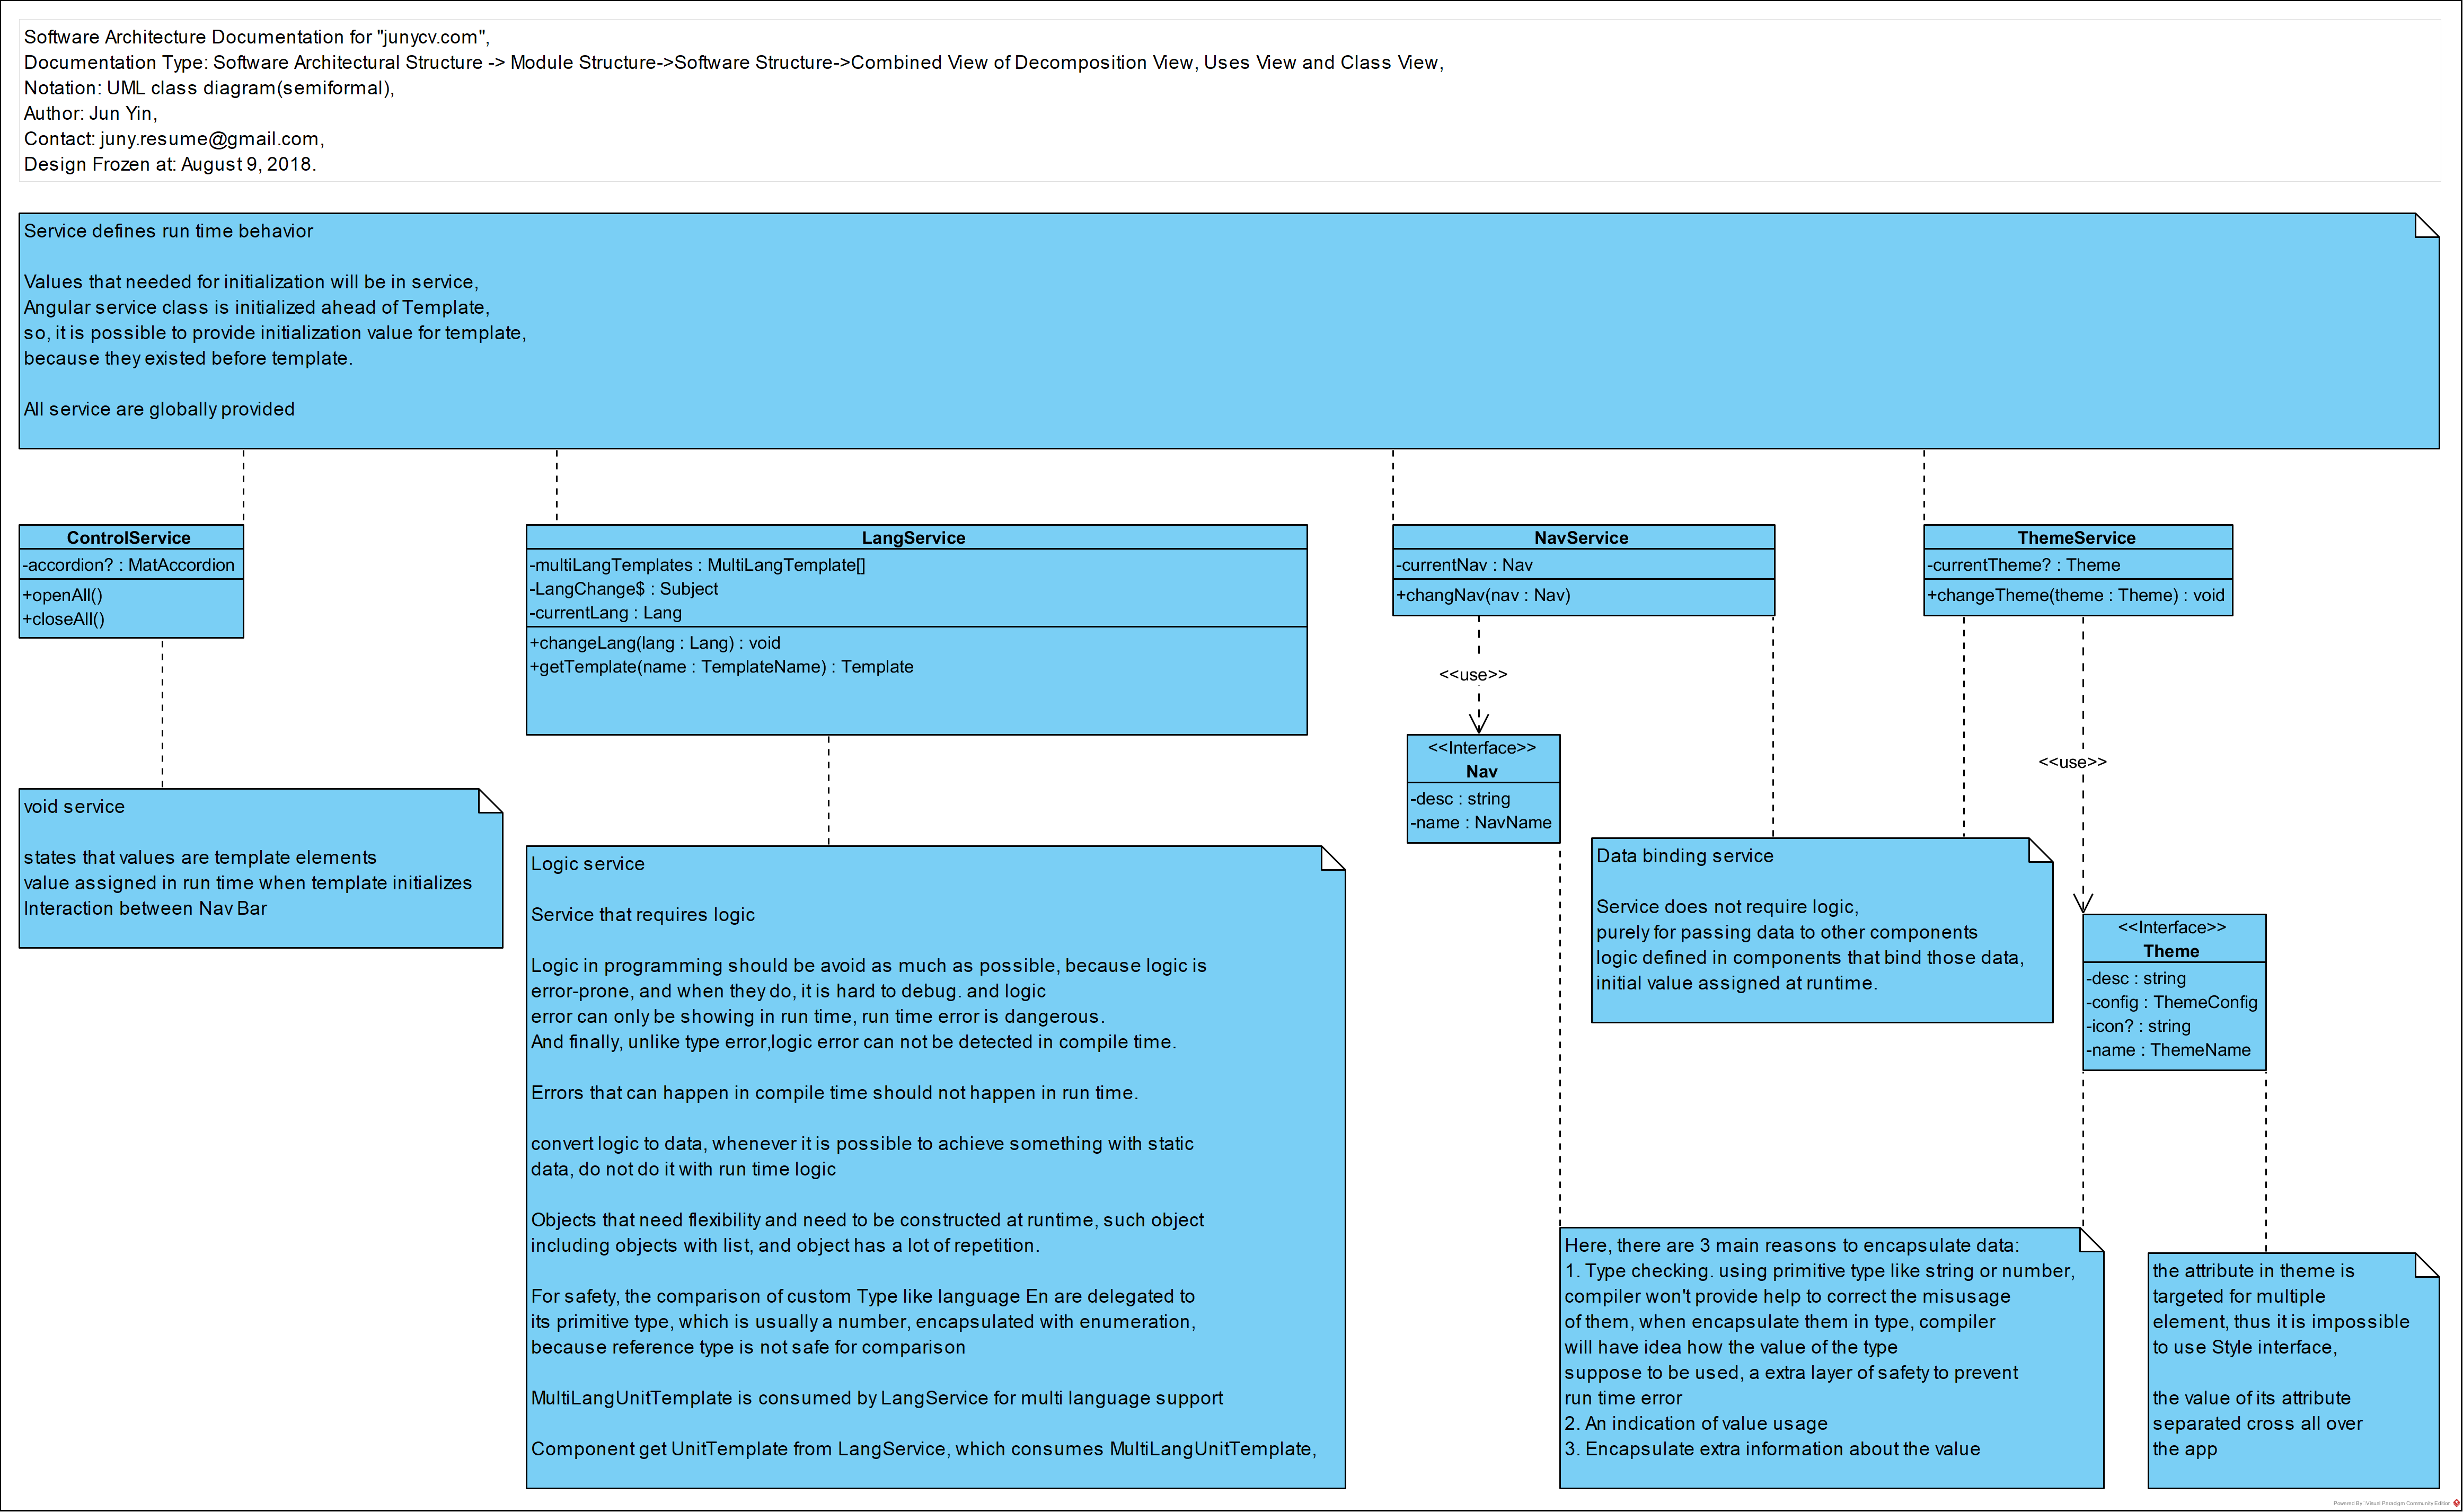 Software Architecture Documentation for "junycv.com",
Documentation Type: Software Architectural Structure -> Module Structure->Software Structure->Combined View of Decomposition View, Uses View and Class View,
Notation: UML class diagram(semiformal),
Author: Jun Yin,
Contact: juny.resume@gmail.com,
Design Frozen at: August 9, 2018.
Service defines run time behavior
Values that needed for initialization will be in service,
Angular service class is initialized ahead of Template,
so, it is possible to provide initialization value for template,
because they existed before template.
All service are globally provided
ControlService
-accordion? : MatAccordion
+openAll()
+closeAll()
LangService
-multiLangTemplates : MultiLangTemplate[]
-LangChange$ : Subject
-currentLang : Lang
+changeLang(lang : Lang) : void
+getTemplate(name : TemplateName) : Template
NavService
-currentNav : Nav
+changNav(nav : Nav)
ThemeService
-currentTheme? : Theme
+changeTheme(theme : Theme) : void
<<use>>
<<use>>
<<Interface>>
Nav
-desc : string
-name : NavName
void service
states that values are template elements
value assigned in run time when template initializes
Interaction between Nav Bar
Logic service
Service that requires logic
Logic in programming should be avoid as much as possible, because logic is
error-prone, and when they do, it is hard to debug. and logic
error can only be showing in run time, run time error is dangerous.
And finally, unlike type error,logic error can not be detected in compile time.
Errors that can happen in compile time should not happen in run time.
convert logic to data, whenever it is possible to achieve something with static
data, do not do it with run time logic
Objects that need flexibility and need to be constructed at runtime, such object
including objects with list, and object has a lot of repetition.
For safety, the comparison of custom Type like language En are delegated to
its primitive type, which is usually a number, encapsulated with enumeration,
because reference type is not safe for comparison
MultiLangUnitTemplate is consumed by LangService for multi language support
Component get UnitTemplate from LangService, which consumes MultiLangUnitTemplate,
Data binding service
Service does not require logic,
purely for passing data to other components
logic defined in components that bind those data,
initial value assigned at runtime.
<<Interface>>
Theme
-desc : string
-config : ThemeConfig
-icon? : string
-name : ThemeName
Here, there are 3 main reasons to encapsulate data:
1. Type checking. using primitive type like string or number,
compiler won't provide help to correct the misusage
of them, when encapsulate them in type, compiler
will have idea how the value of the type
suppose to be used, a extra layer of safety to prevent
run time error
2. An indication of value usage
3. Encapsulate extra information about the value
the attribute in theme is
targeted for multiple
element, thus it is impossible
to use Style interface,
the value of its attribute
separated cross all over
the app
Powered By  Visual Paradigm Community Edition